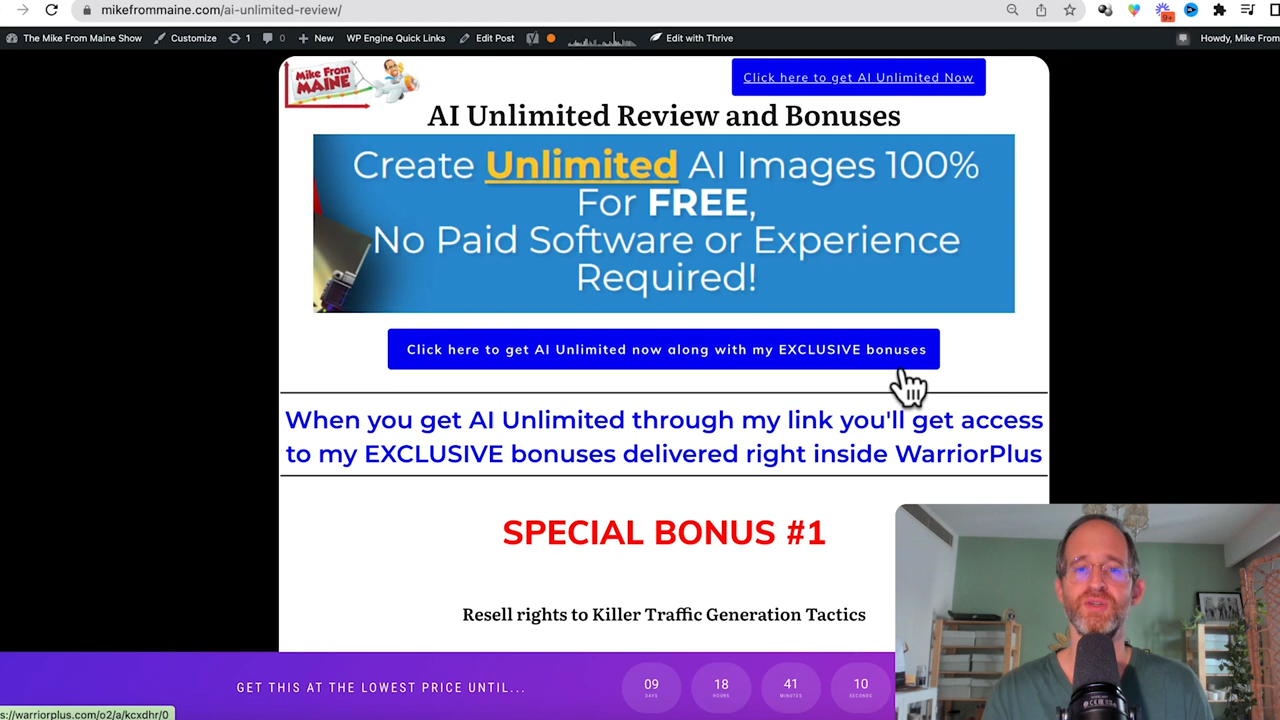 mikefrommaine.com/ai-unlimited-review/
9+
The Mike From Maine Show
Customize
1
0
New
WP Engine Quick Links
Edit Post
Edit with Thrive
Howdy, Mike From
Mike From
MAINE
Click here to get AI Unlimited Now
AI Unlimited Review and Bonuses
Create Unlimited AI Images 100%
For FREE,
No Paid Software or Experience
Required!
Click here to get AI Unlimited now along with my EXCLUSIVE bonuses
When you get AI Unlimited through my link you'll get access
to my EXCLUSIVE bonuses delivered right inside WarriorPlus
SPECIAL BONUS #1
Resell rights to Killer Traffic Generation Tactics
GET THIS AT THE LOWEST PRICE UNTIL...
09 18 41 10
DAYS HOURS MINUTES SECONDS
s://warriorplus.com/o2/a/kcxdhr/0